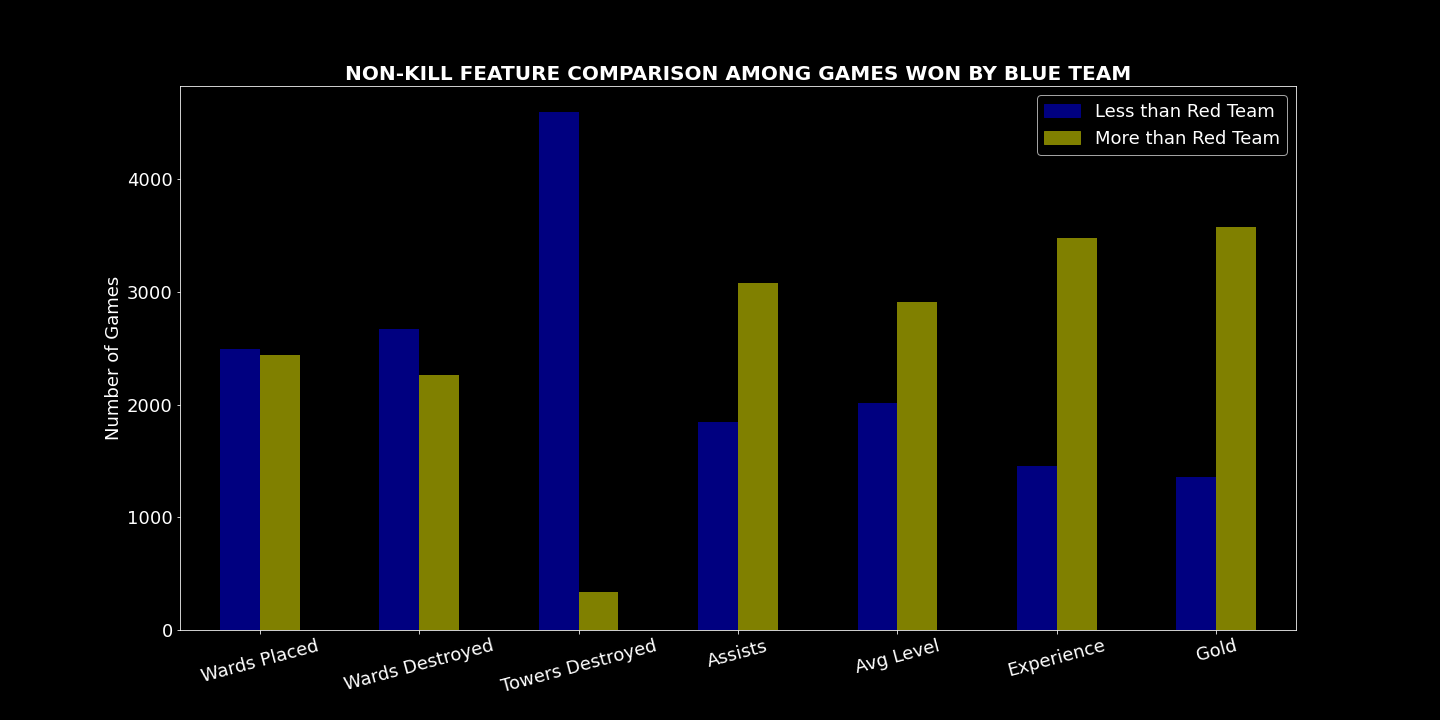 NON-KILL FEATURE COMPARISON AMONG GAMES WON BY BLUE TEAM
Less than Red Team
More than Red Team
Number of Games
4000
3000
2000
1000
0
Wards Placed
Wards Destroyed
Towers Destroyed
Assists
Avg Level
Experience
Gold